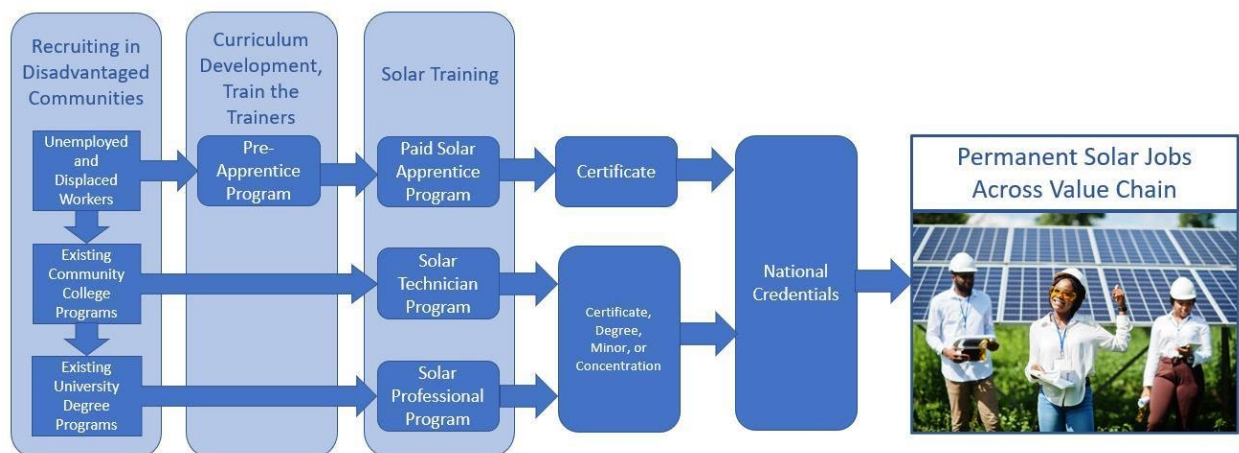 Recruiting in
Disadvantaged
Communities
Curriculum
Development,
Train the
Trainers
Solar Training
Unemployed
and
Displaced
Workers
Pre-
Apprentice
Program
Paid Solar
Apprentice
Program
Certificate
Existing
Community
College
Programs
Solar
Technician
Program
Existing
University
Degree
Programs
Solar
Professional
Program
Certificate,
Degree,
Minor, or
Concentration
National
Credentials
Permanent Solar Jobs
Across Value Chain